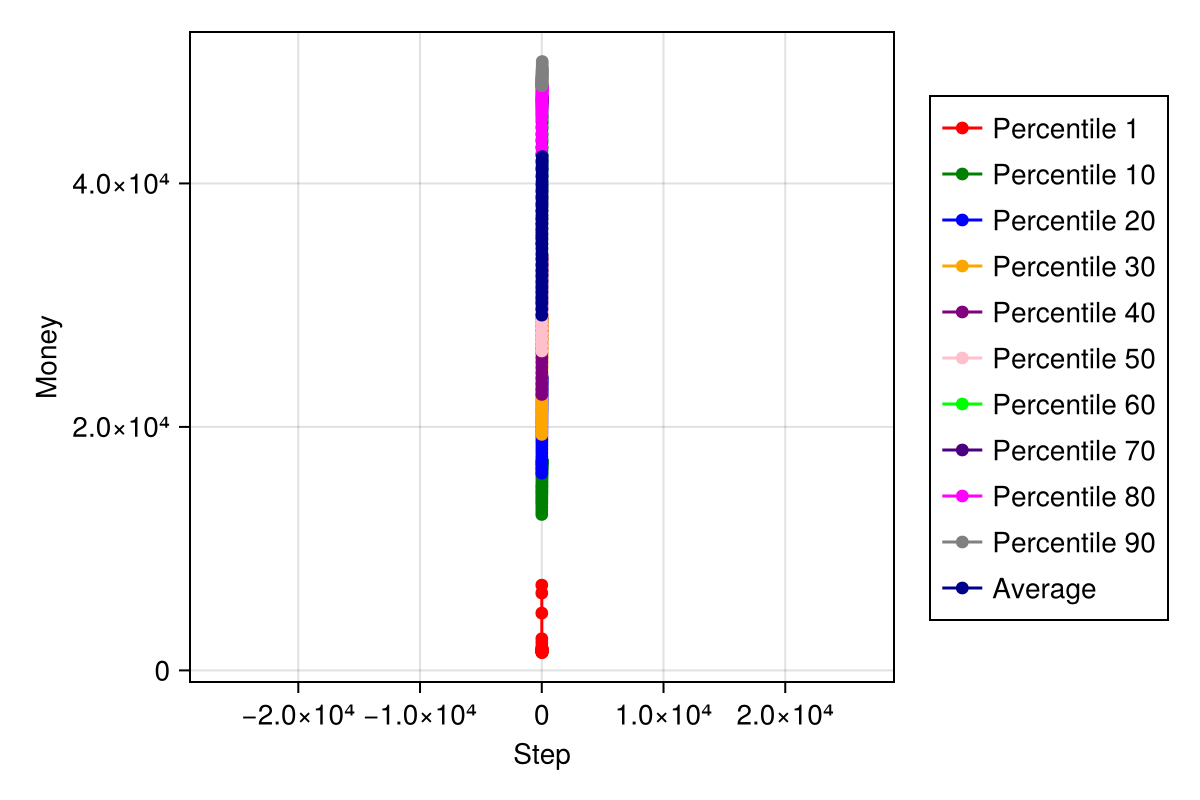 Money
4.0×10⁴
2.0×10⁴
0
−2.0×10⁴ −1.0×10⁴ 0 1.0×10⁴ 2.0×10⁴
Step
Percentile 1
Percentile 10
Percentile 20
Percentile 30
Percentile 40
Percentile 50
Percentile 60
Percentile 70
Percentile 80
Percentile 90
Average